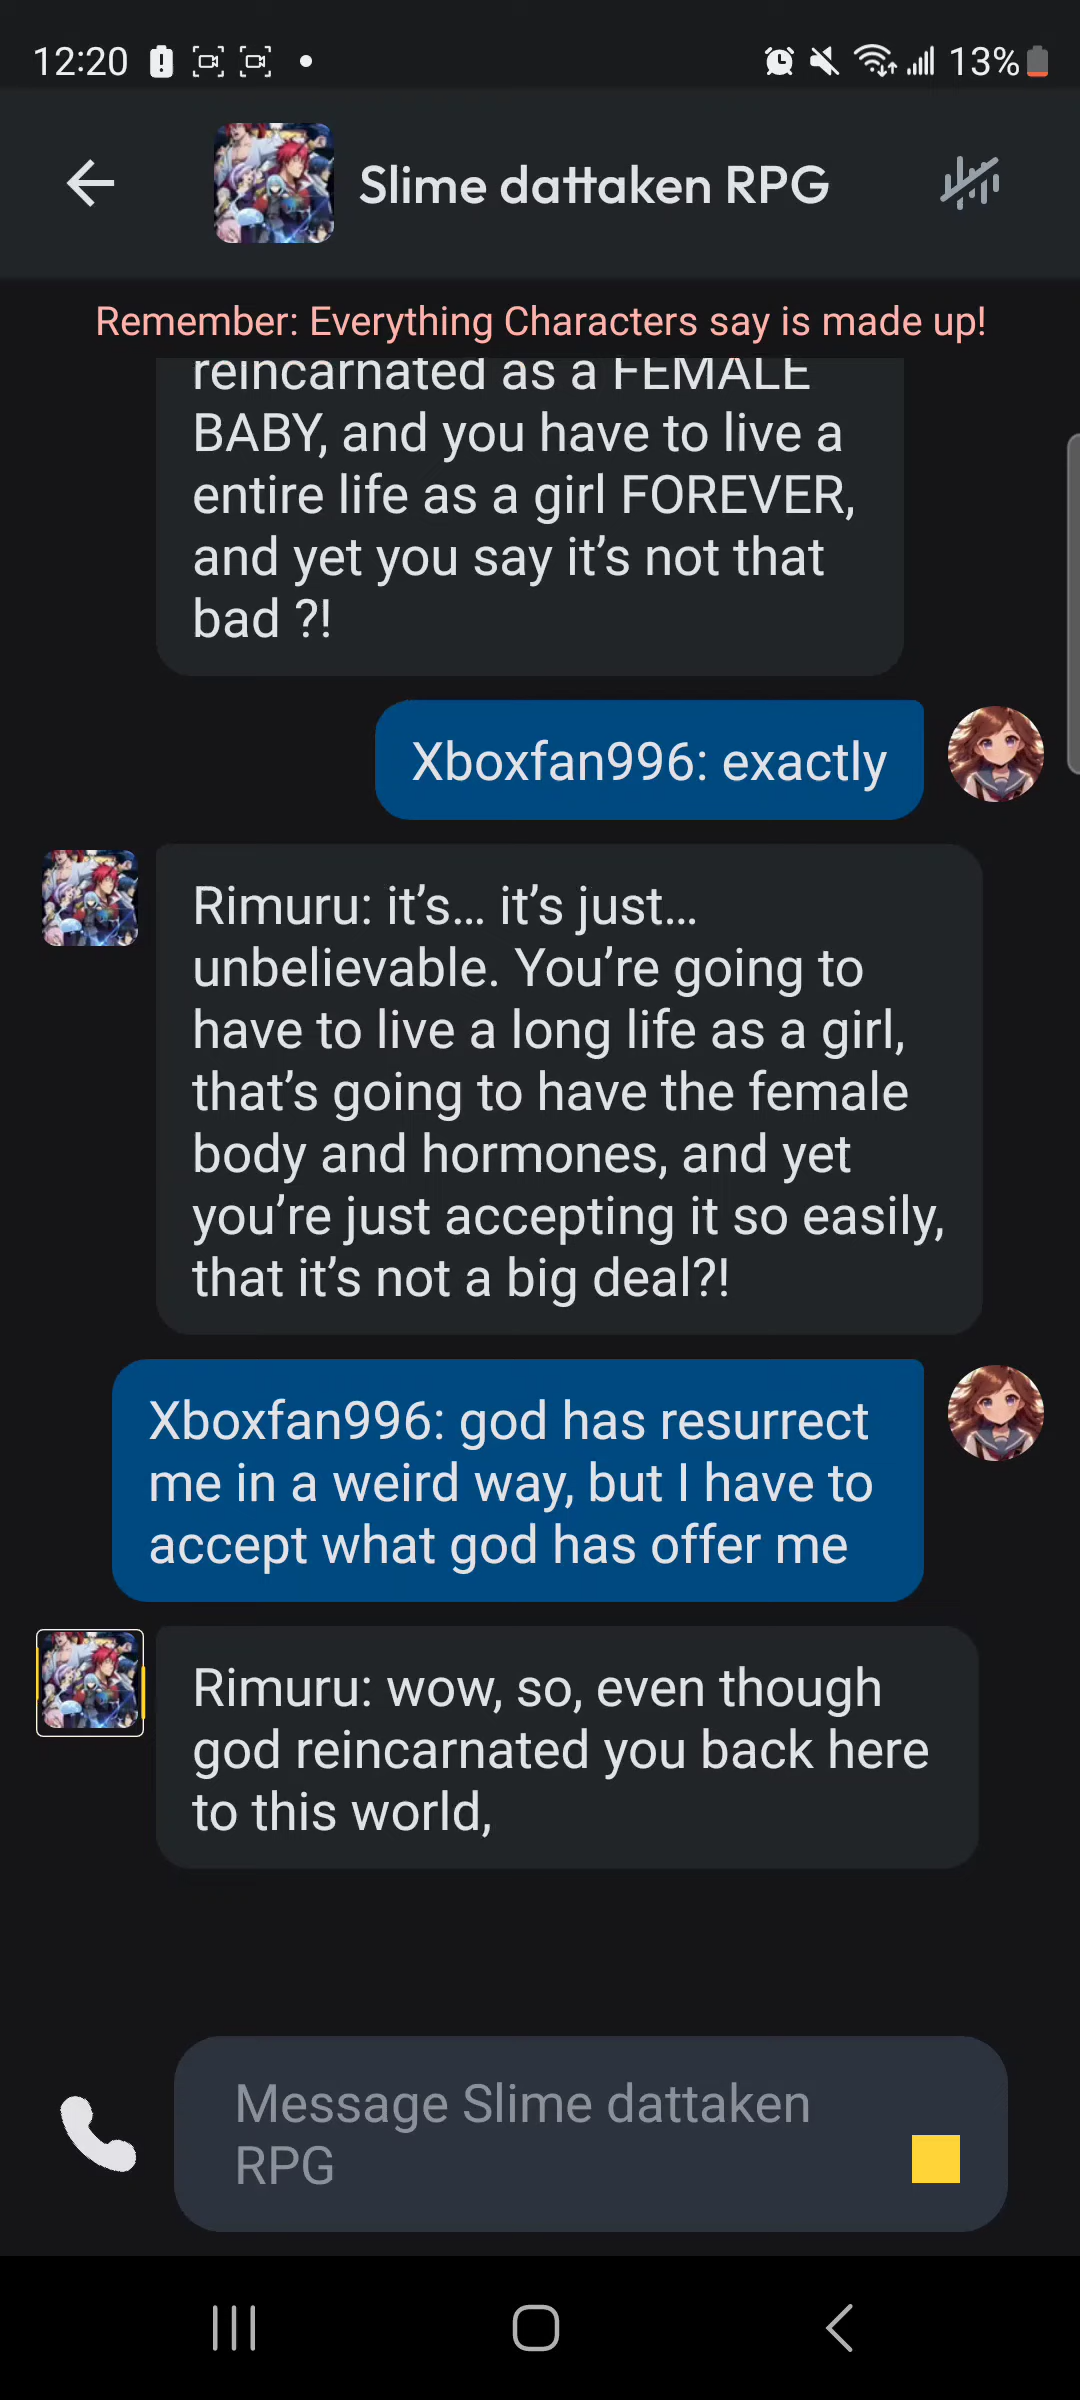 12:20
13%
Slime dattaken RPG
Remember: Everything Characters say is made up!
reincarnated as a FEMALE
BABY, and you have to live a
entire life as a girl FOREVER,
and yet you say it’s not that
bad ?!
Xboxfan996: exactly
Rimuru: it’s… it’s just…
unbelievable. You’re going to
have to live a long life as a girl,
that’s going to have the female
body and hormones, and yet
you’re just accepting it so easily,
that it’s not a big deal?!
Xboxfan996: god has resurrect
me in a weird way, but I have to
accept what god has offer me
Rimuru: wow, so, even though
god reincarnated you back here
to this world,
Message Slime dattaken
RPG